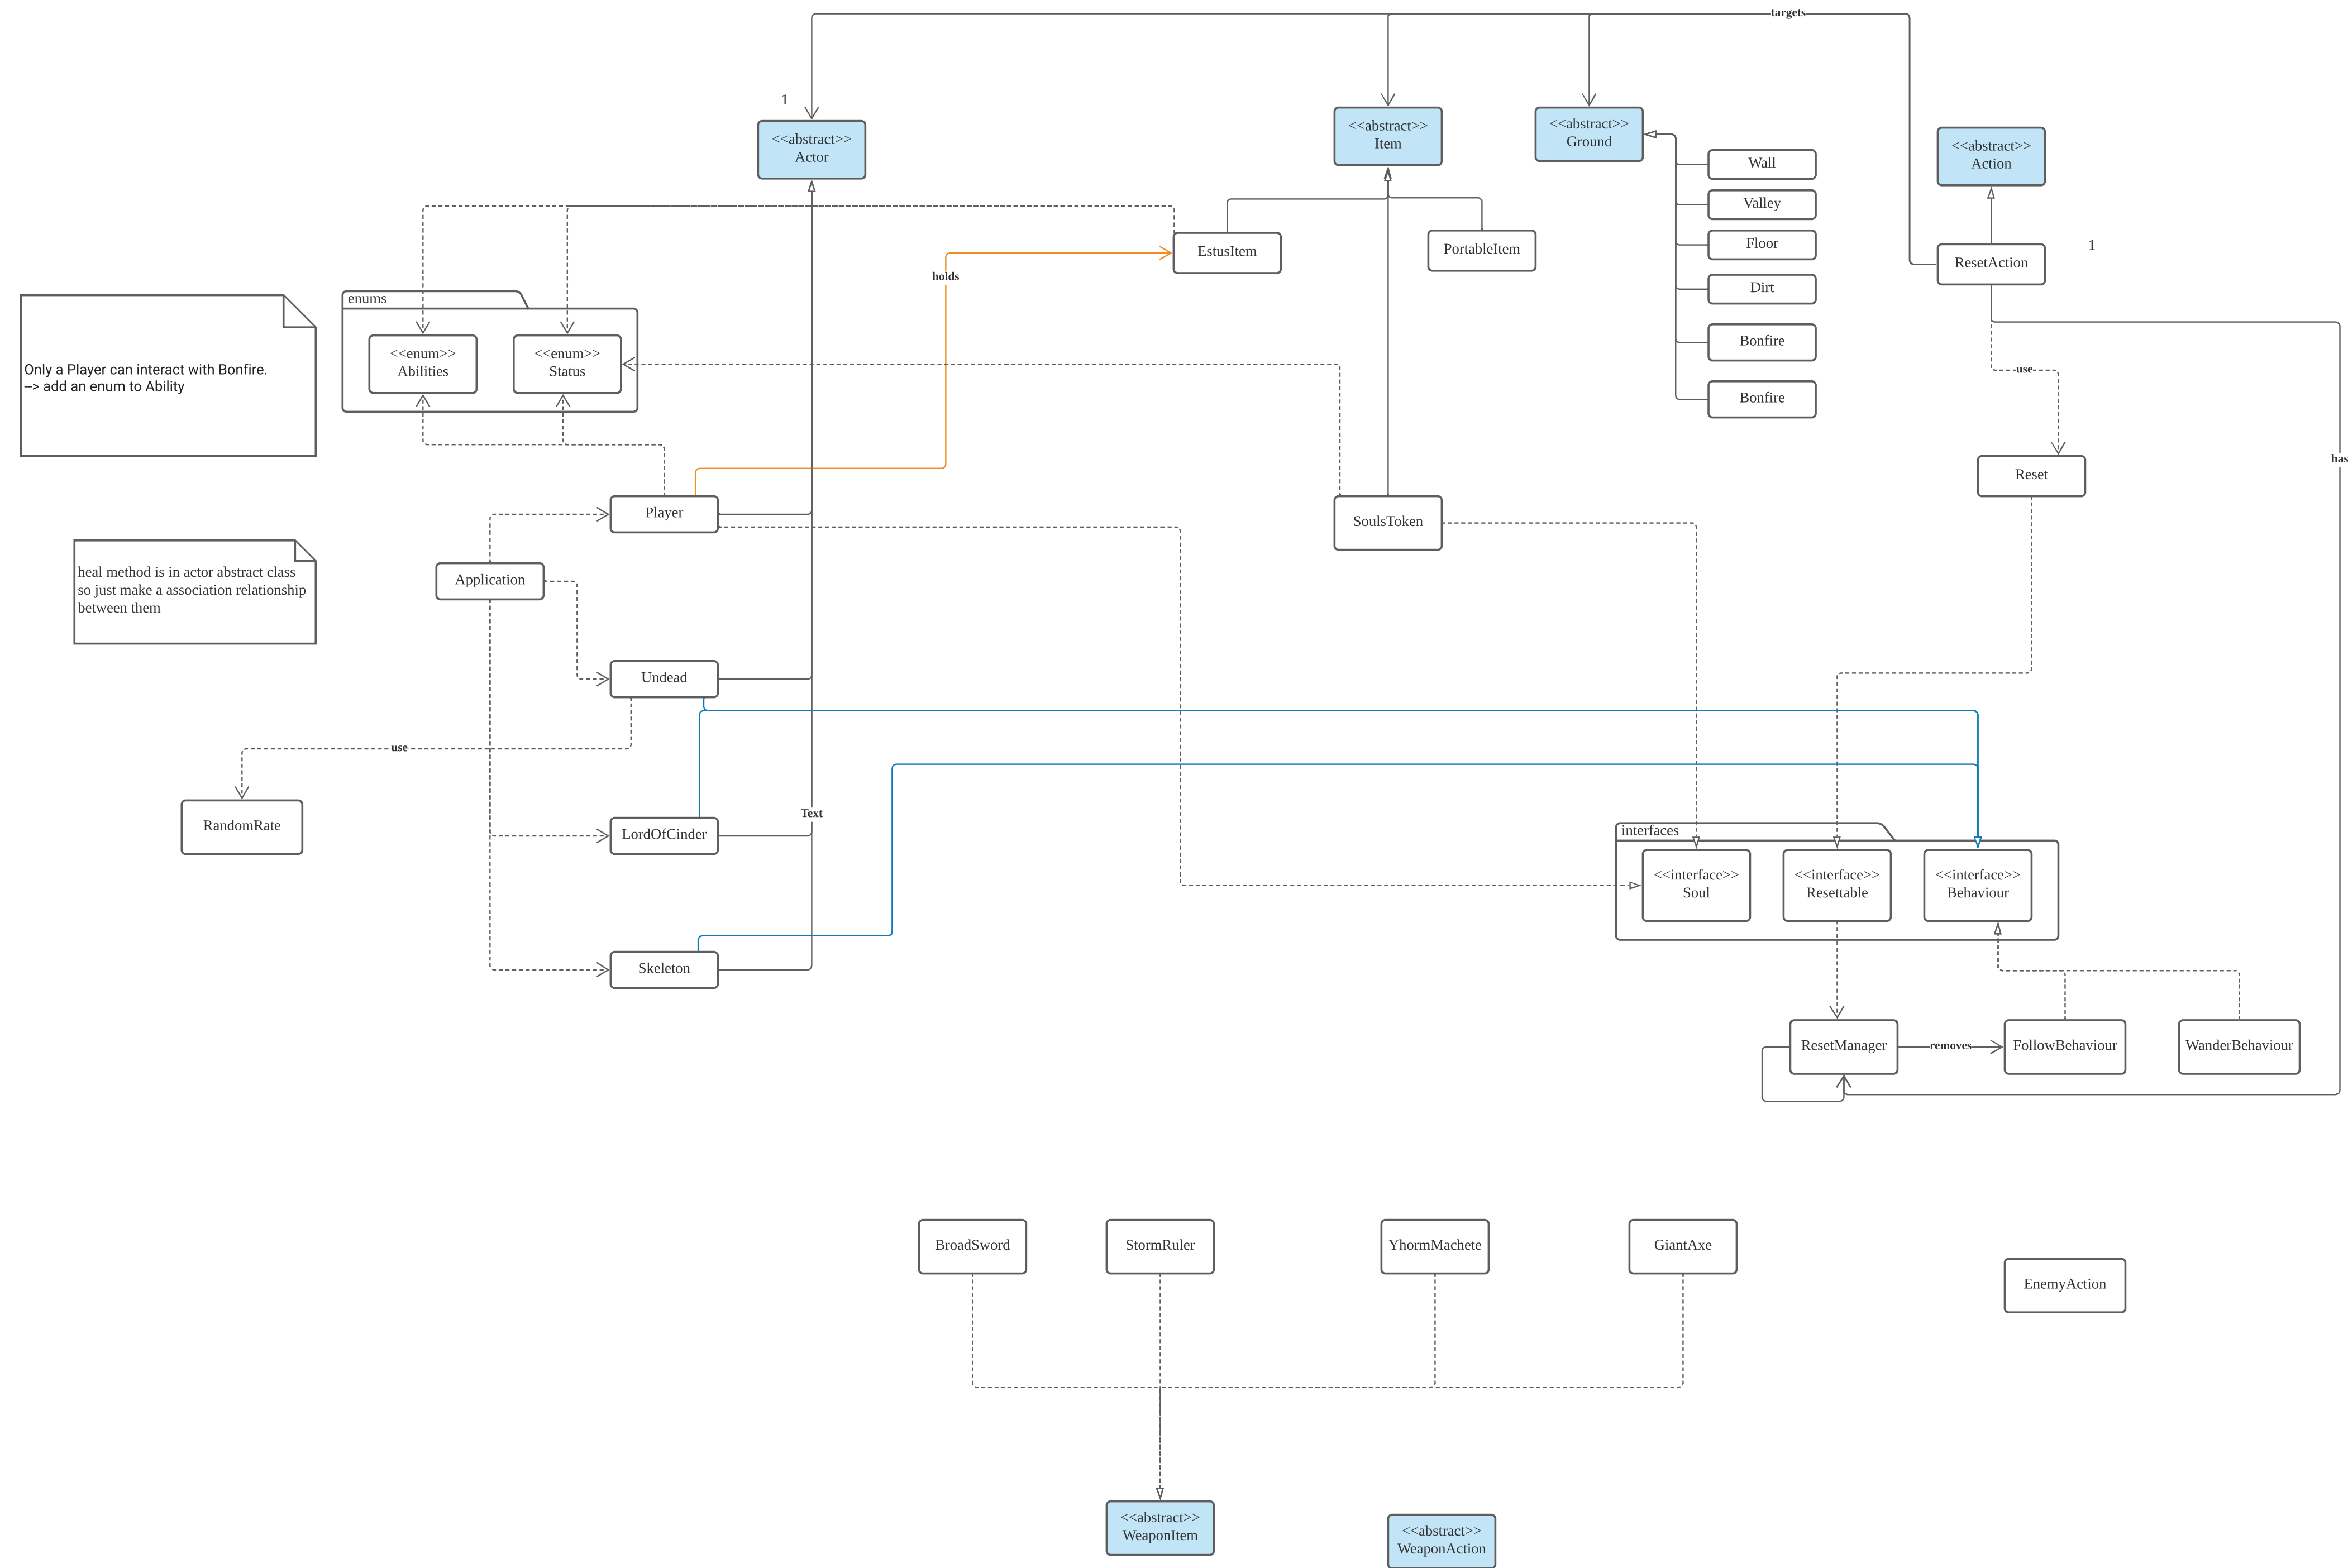 targets
1
<<abstract>>
Actor
<<abstract>>
Item
<<abstract>>
Ground
<<abstract>>
Action
Wall
Valley
Floor
Dirt
Bonfire
Bonfire
EstusItem
PortableItem
ResetAction
1
holds
enums
<<enum>>
Abilities
<<enum>>
Status
Only a Player can interact with Bonfire.
--> add an enum to Ability
use
has
Reset
Player
SoulsToken
heal method is in actor abstract class
so just make a association relationship
between them
Application
Undead
use
RandomRate
Text
LordOfCinder
interfaces
<<interface>>
Soul
<<interface>>
Resettable
<<interface>>
Behaviour
Skeleton
ResetManager
removes
FollowBehaviour
WanderBehaviour
BroadSword
StormRuler
YhormMachete
GiantAxe
EnemyAction
<<abstract>>
WeaponItem
<<abstract>>
WeaponAction